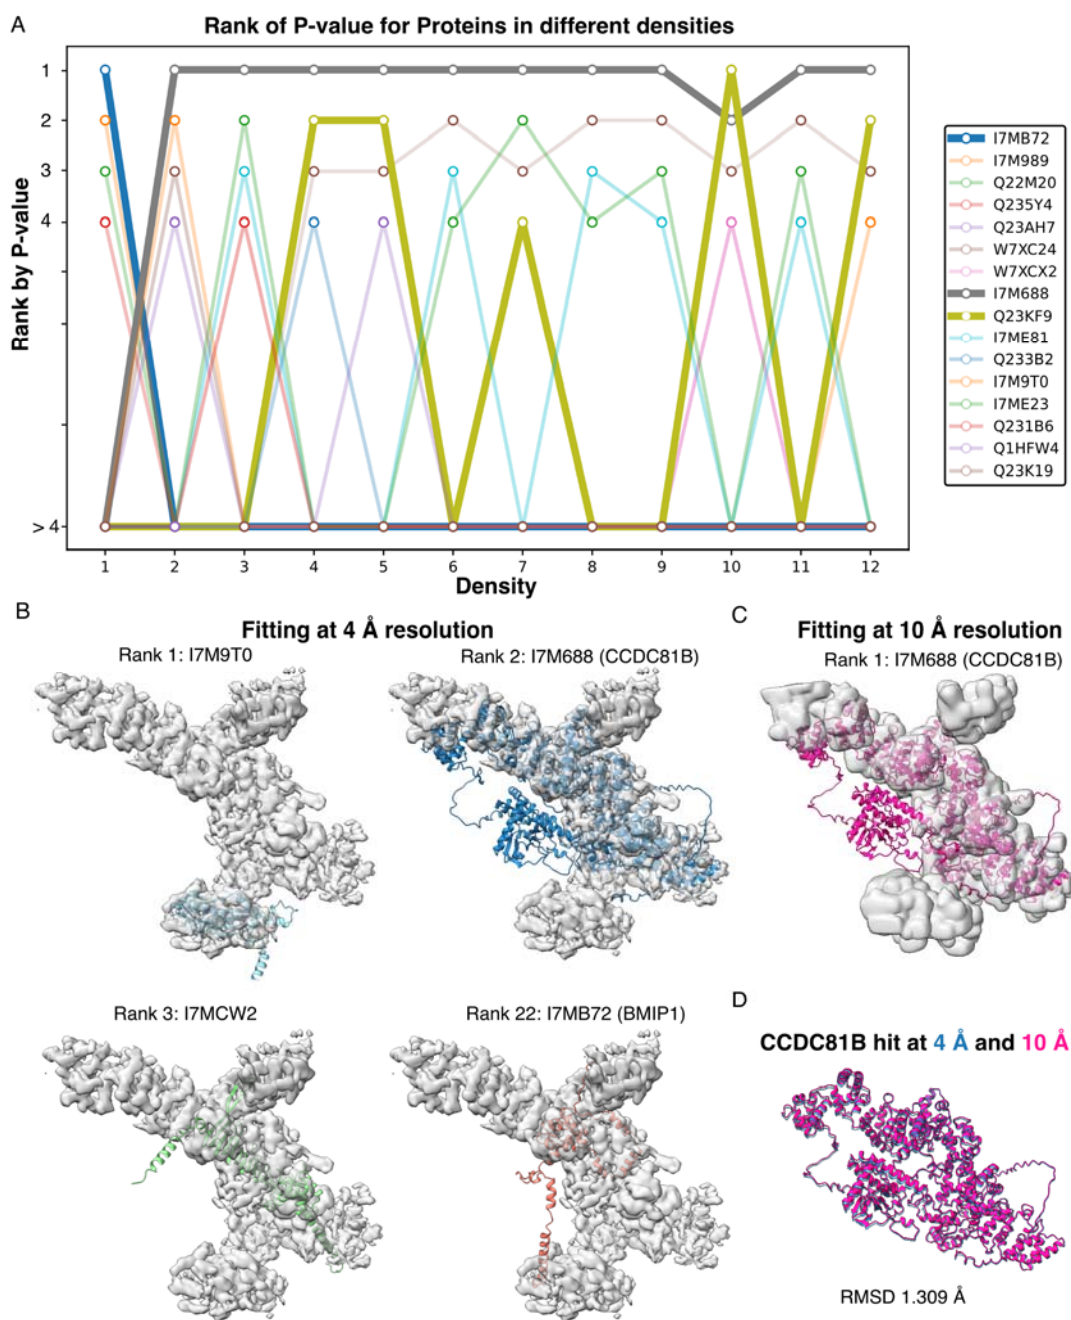 A
Rank of P-value for Proteins in different densities
Rank by P-value
1
2
3
4
> 4
1 2 3 4 5 6 7 8 9 10 11 12
Density
I7MB72
I7M989
Q22M20
Q235Y4
Q23AH7
W7XC24
W7XCX2
I7M688
Q23KF9
I7ME81
Q233B2
I7M9T0
I7ME23
Q231B6
Q1HFW4
Q23K19
B
Fitting at 4 Å resolution
Rank 1: I7M9T0
Rank 2: I7M688 (CCDC81B)
C
Fitting at 10 Å resolution
Rank 1: I7M688 (CCDC81B)
Rank 3: I7MCW2
Rank 22: I7MB72 (BMIP1)
D
CCDC81B hit at 4 Å and 10 Å
RMSD 1.309 Å